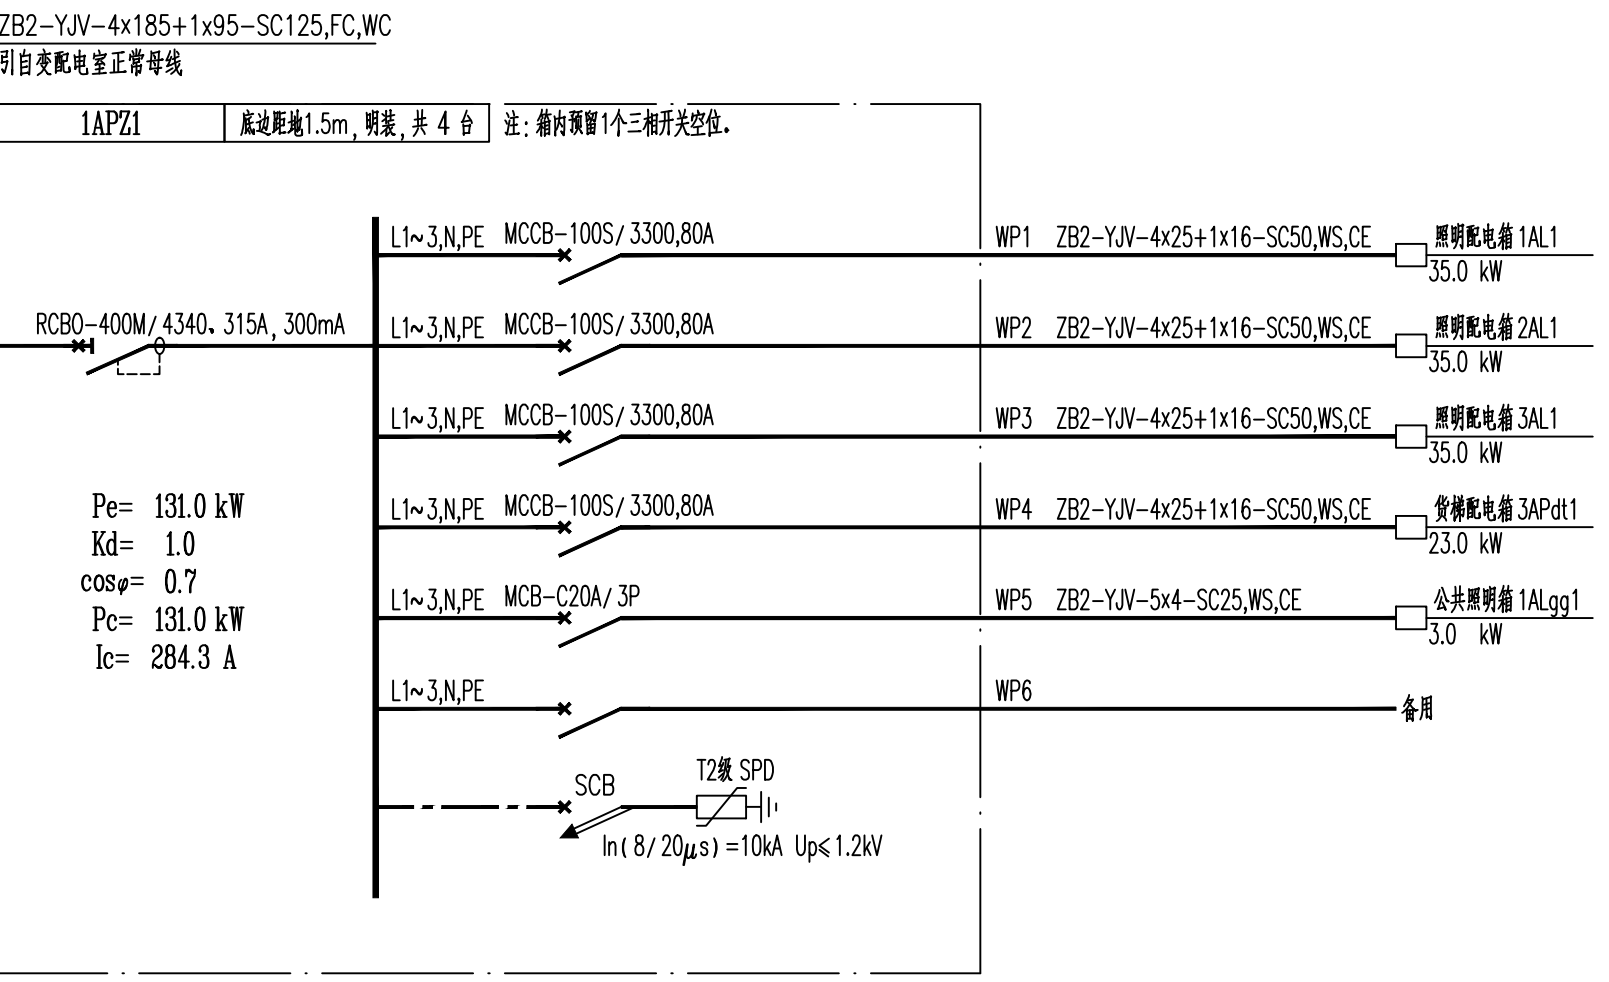 ZB2-YJV-4x185+1x95-SC125,FC,WC
引自变配电室正常母线
1APZ1 底边距地1.5m,明装,共 4 台 注:箱内预留1个三相开关空位。
L1~3,N,PE MCCB-100S/3300,80A WP1 ZB2-YJV-4x25+1x16-SC50,WS,CE 照明配电箱 1AL1
35.0 kW
RCBO-400M/4340、315A,300mA L1~3,N,PE MCCB-100S/3300,80A WP2 ZB2-YJV-4x25+1x16-SC50,WS,CE 照明配电箱 2AL1
35.0 kW
L1~3,N,PE MCCB-100S/3300,80A WP3 ZB2-YJV-4x25+1x16-SC50,WS,CE 照明配电箱 3AL1
35.0 kW
Pe= 131.0 kW L1~3,N,PE MCCB-100S/3300,80A WP4 ZB2-YJV-4x25+1x16-SC50,WS,CE 货梯配电箱 3APdt1
Kd= 1.0 23.0 kW
cosφ= 0.7 L1~3,N,PE MCB-C20A/3P WP5 ZB2-YJV-5x4-SC25,WS,CE 公共照明箱 1ALgg1
Pc= 131.0 kW 3.0 kW
Ic= 284.3 A
L1~3,N,PE WP6 备用
SCB T2级 SPD
In(8/20μs)=10kA Up≤1.2kV